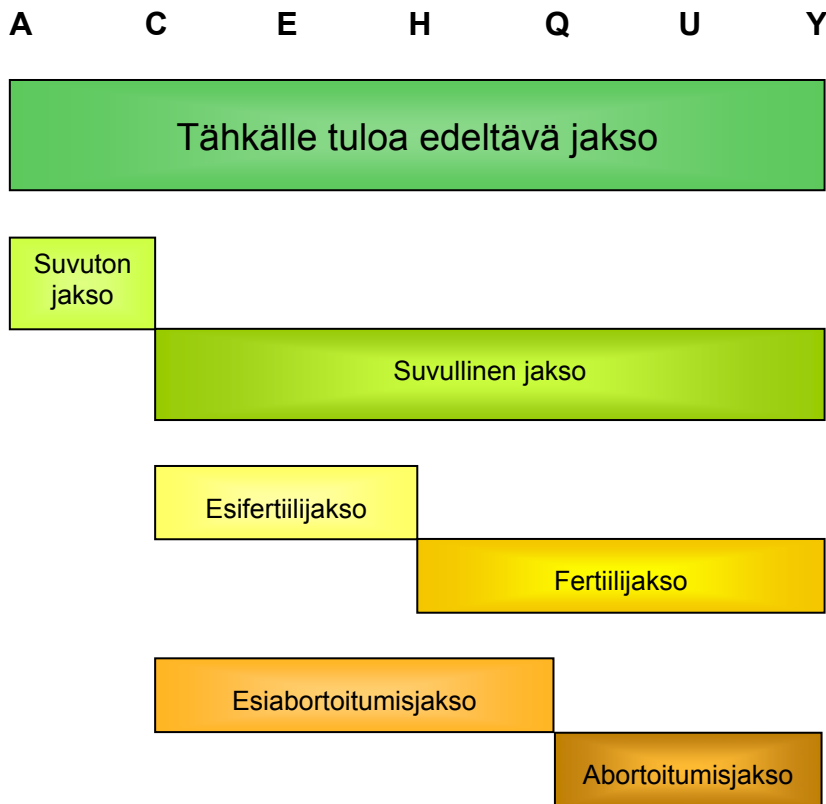 A C E H Q U Y
Tähkälle tuloa edeltävä jakso
Suvuton
jakso
Suvullinen jakso
Esifertiilijakso
Fertiilijakso
Esiabortoitumisjakso
Abortoitumisjakso